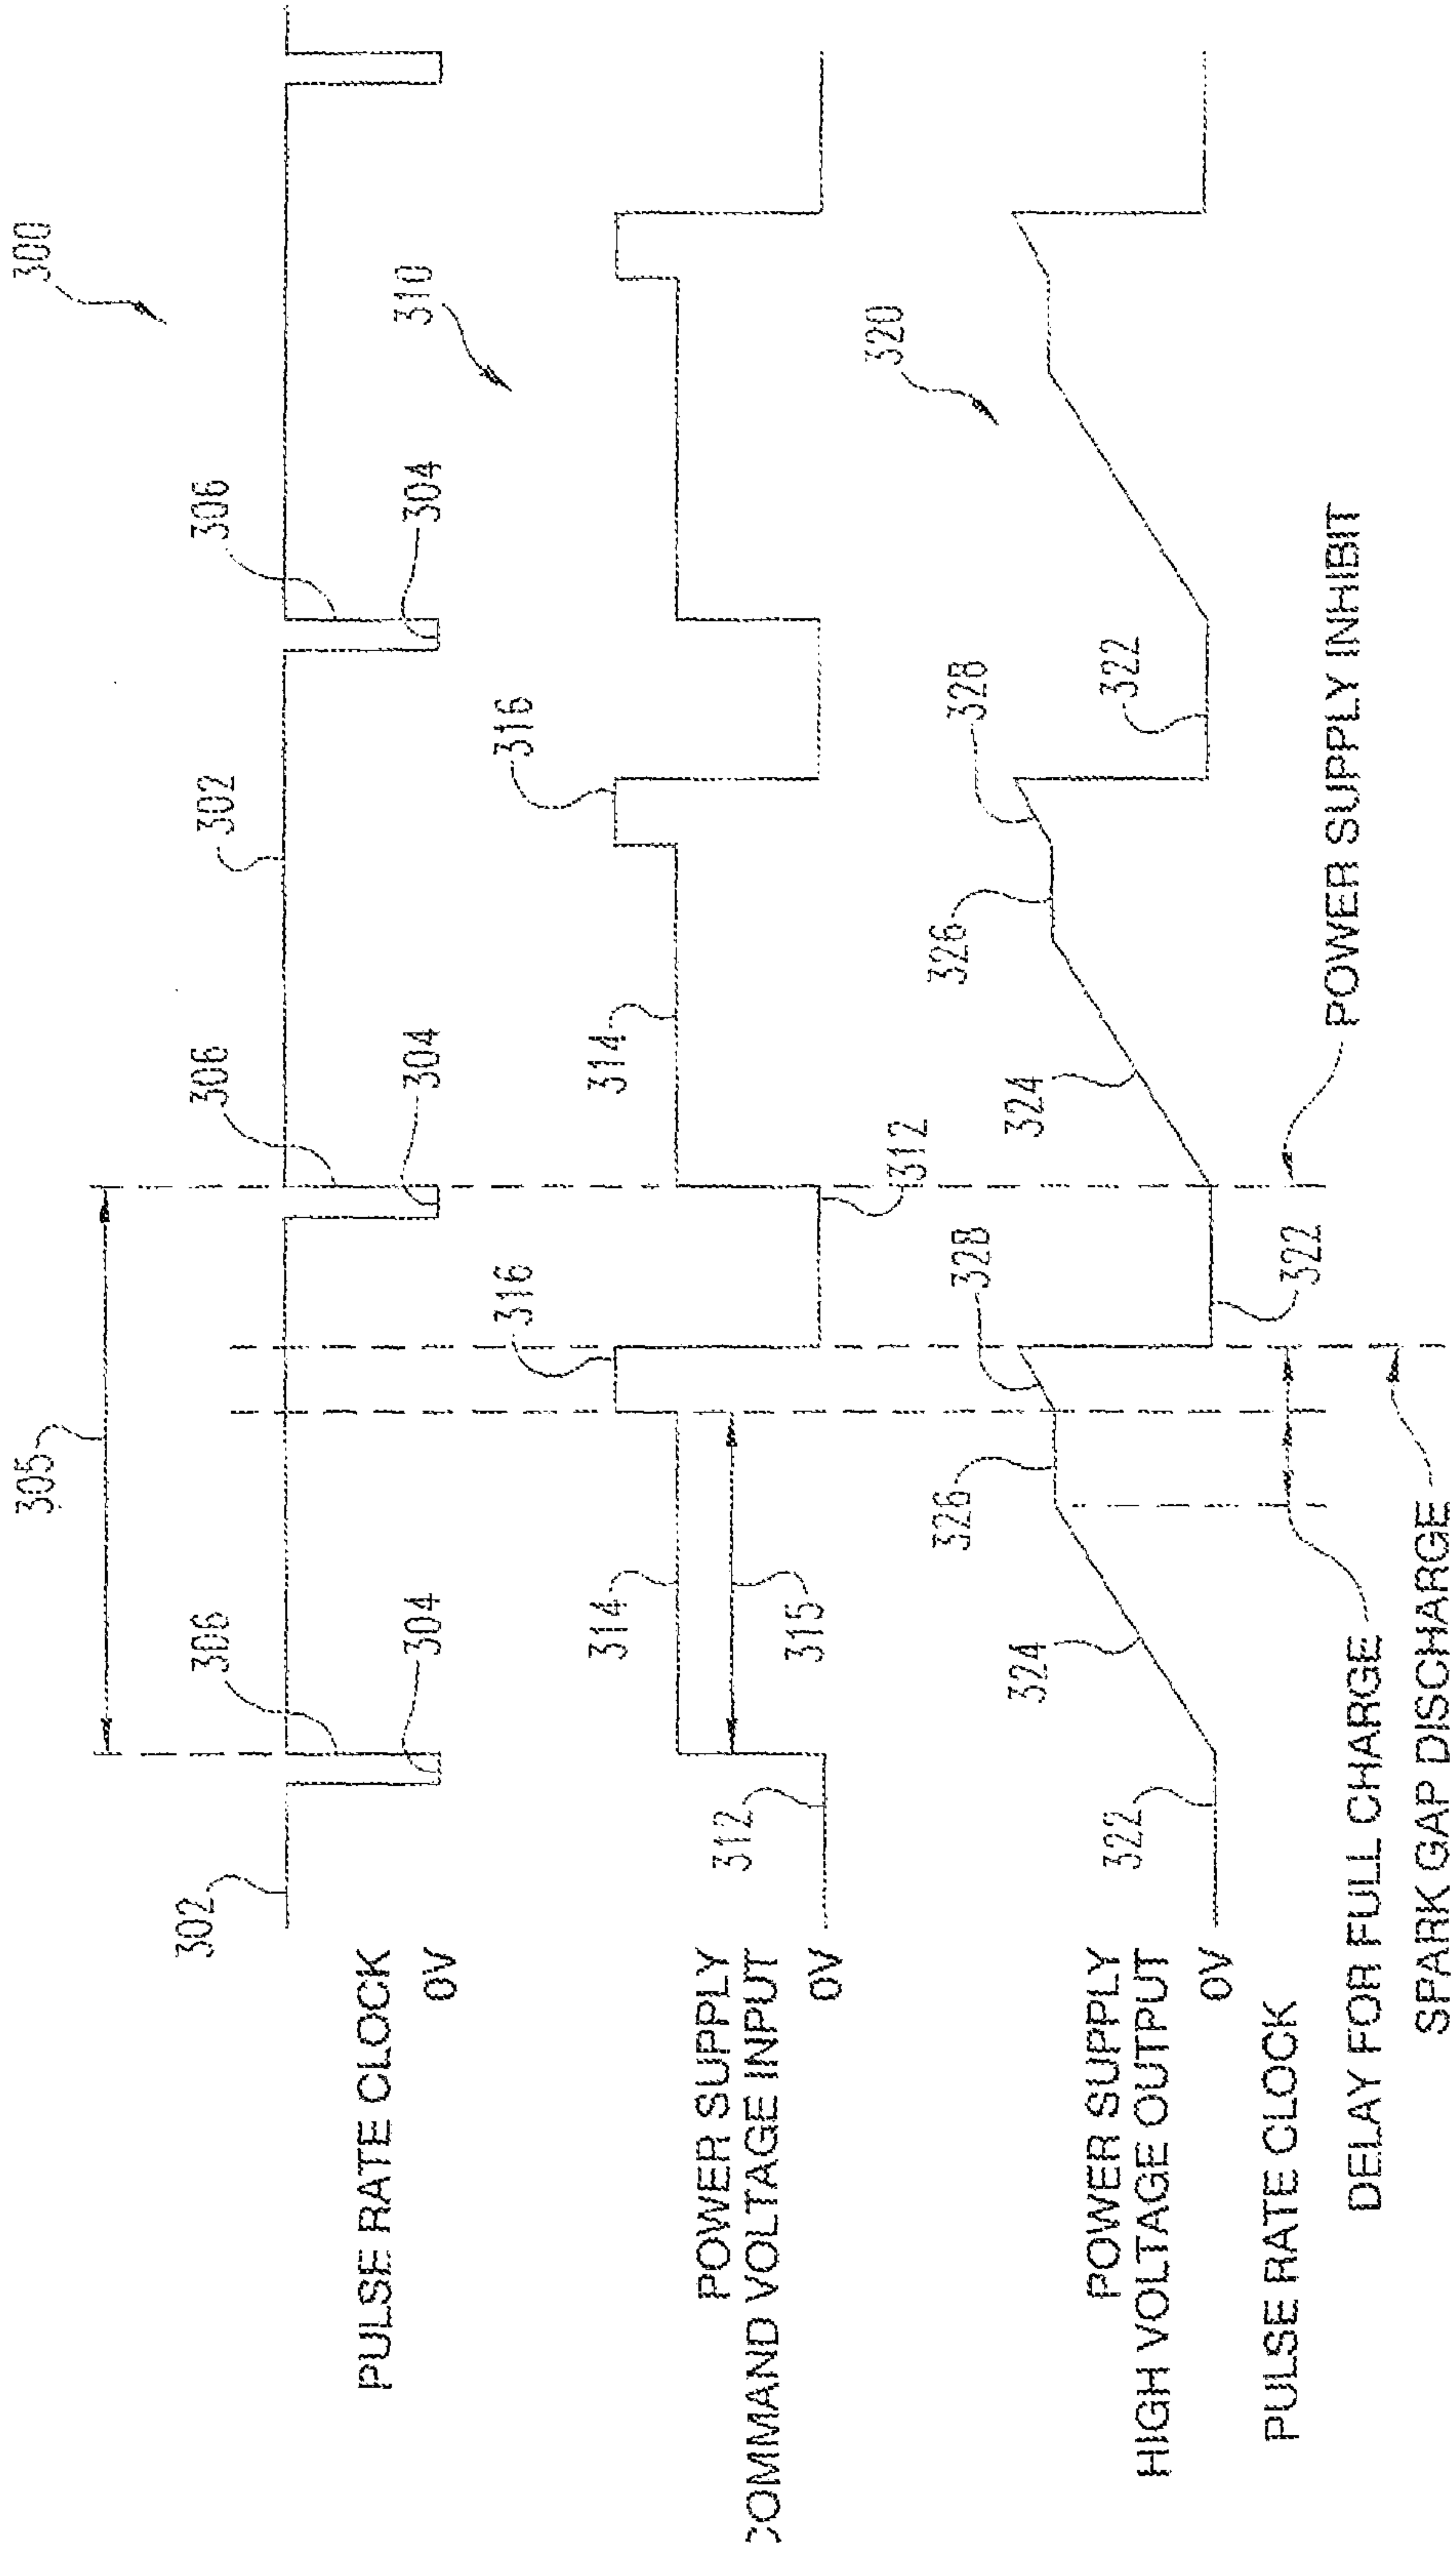 300
305
302
306
304
306
304
302
306
304
PULSE RATE CLOCK
0V
310
316
316
314
315
312
314
312
POWER SUPPLY
COMMAND VOLTAGE INPUT
0V
320
322
324
326
328
322
324
326
328
322
POWER SUPPLY
HIGH VOLTAGE OUTPUT
0V
PULSE RATE CLOCK
POWER SUPPLY INHIBIT
DELAY FOR FULL CHARGE
SPARK GAP DISCHARGE